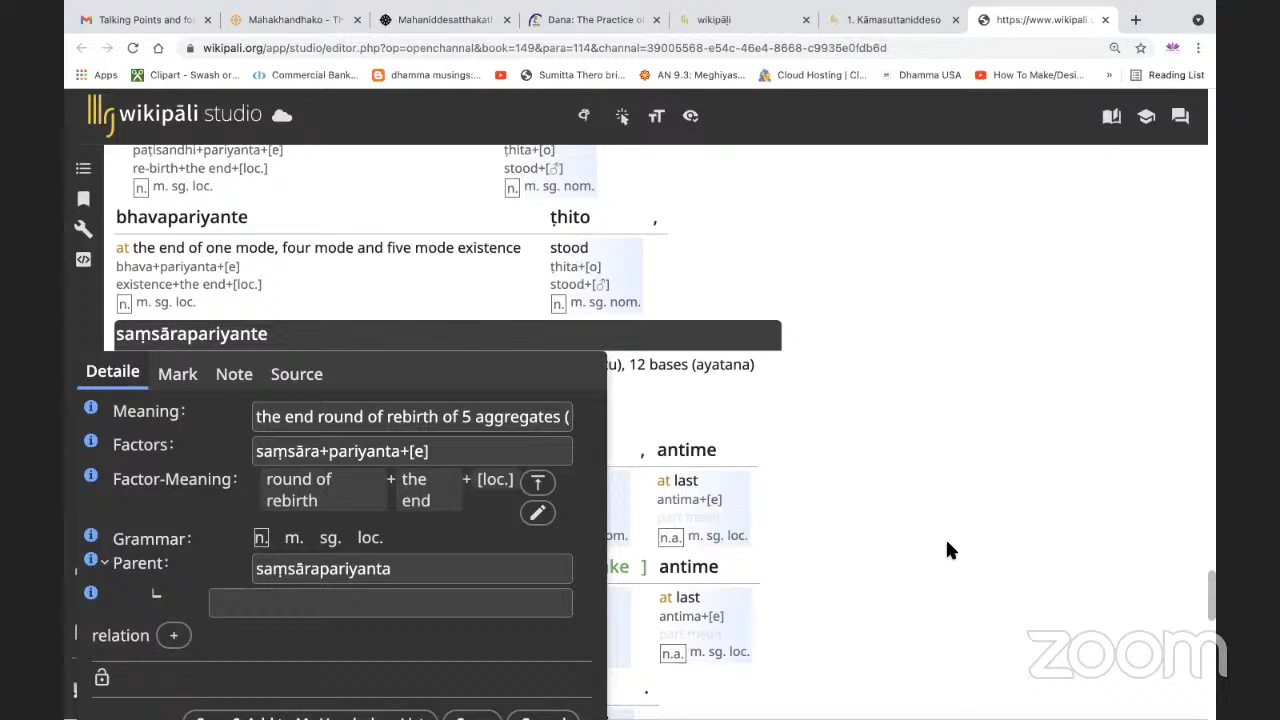 Talking Points and fo
Mahakhandhako - Th
Mahaniddesatthakath
Dana: The Practice o
wikipāḷi
1. Kāmasuttaniddeso
https://www.wikipali.o
wikipali.org/app/studio/editor.php?op=openchannel&book=149&para=114&channel=39005568-e54c-46e4-8668-c9935e0fdb6d
Apps
Clipart - Swash or...
Commercial Bank...
dhamma musings:...
Sumitta Thero bri...
AN 9.3: Meghiyas...
Cloud Hosting | Cl...
Dhamma USA
How To Make/Desi...
»
Reading List
wikipāli studio
paṭisandhi+pariyanta+[e] ṭhita+[o]
re-birth+the end+[loc.] stood+[♂]
n. m. sg. loc. n. m. sg. nom.
bhavapariyante ṭhito ,
at the end of one mode, four mode and five mode existence stood
bhava+pariyanta+[e] ṭhita+[o]
existence+the end+[loc.] stood+[♂]
n. m. sg. loc. n. m. sg. nom.
saṃsārapariyante
u), 12 bases (ayatana)
Detaile Mark Note Source
Meaning: the end round of rebirth of 5 aggregates (
Factors: saṃsāra+pariyanta+[e]
Factor-Meaning: round of rebirth + the end + [loc.]
Grammar: n. m. sg. loc.
Parent: saṃsārapariyanta
relation +
, antime
at last
antima+[e]
om. n.a. m. sg. loc.
ke ] antime
at last
antima+[e]
n.a. m. sg. loc.
.
zoom